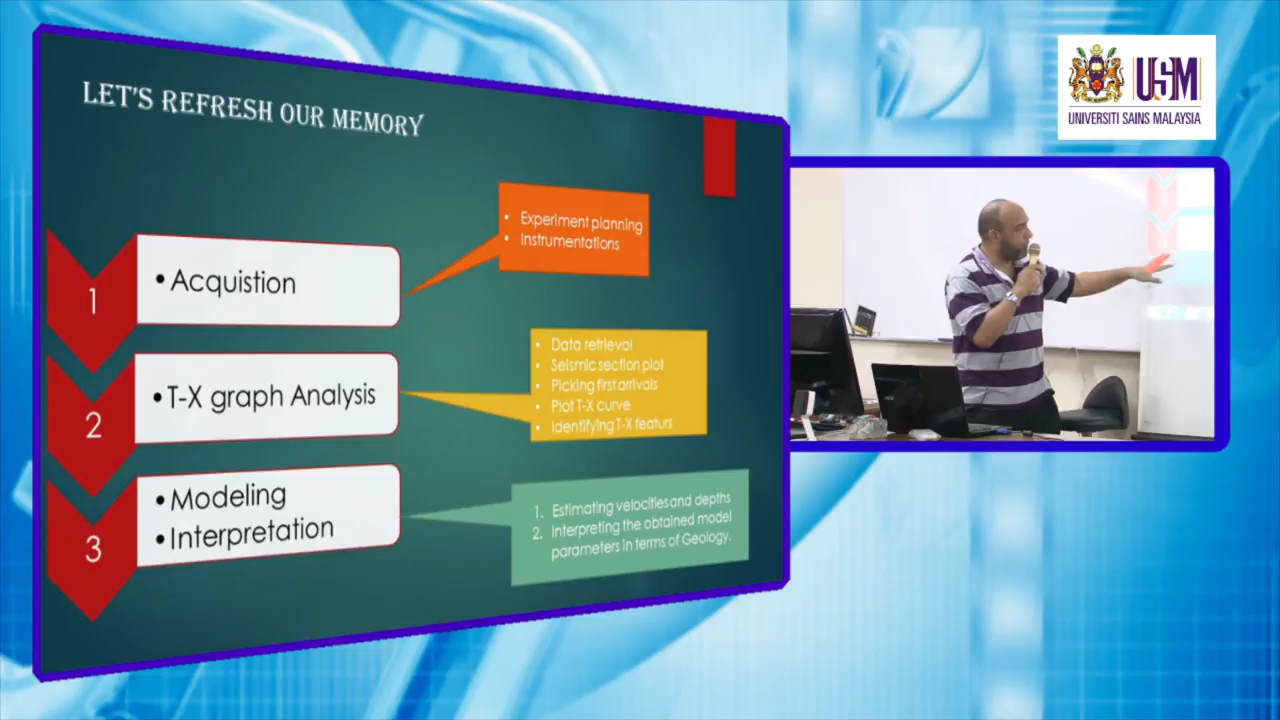 LET'S REFRESH OUR MEMORY
1
• Acquistion
• Experiment planning
• Instrumentations
2
• T-X graph Analysis
• Data retrieval
• Seismic section plot
• Picking first arrivals
• Plot T-X curve
• Identifying T-X featurs
3
• Modeling
• Interpretation
1. Estimating velocities and depths
2. Interpreting the obtained model
parameters in terms of Geology.
USM
UNIVERSITI SAINS MALAYSIA